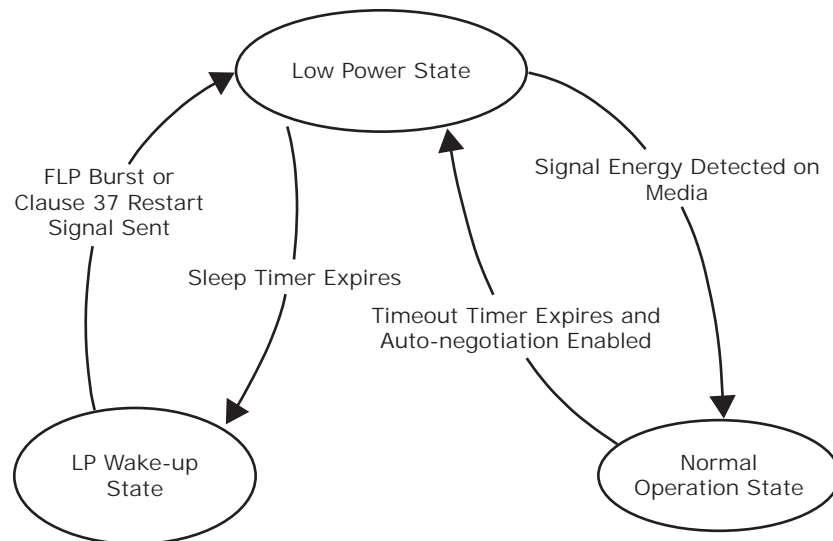 Low Power State
FLP Burst or
Clause 37 Restart
Signal Sent
Signal Energy Detected on
Media
Sleep Timer Expires
Timeout Timer Expires and
Auto-negotiation Enabled
LP Wake-up
State
Normal
Operation State